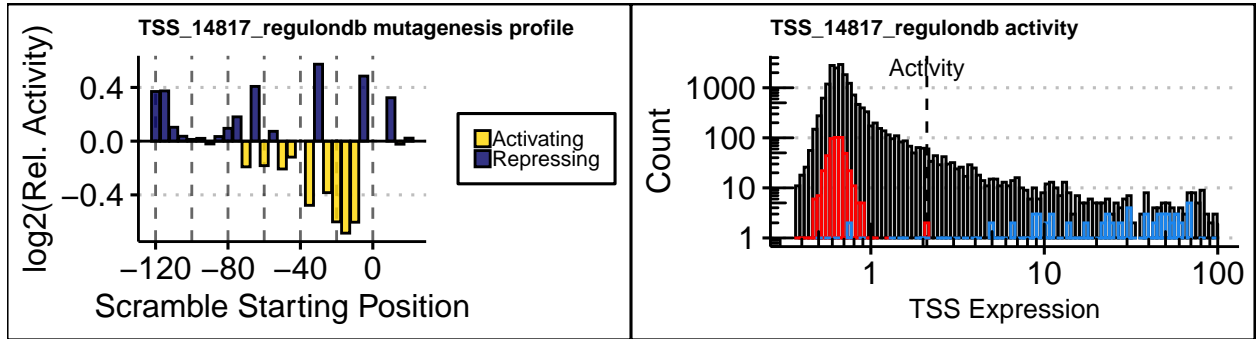 TSS_14817_regulondb mutagenesis profile
log2(Rel. Activity)
0.4
0.0
−0.4
−120
−80
−40
0
Scramble Starting Position
Activating
Repressing
TSS_14817_regulondb activity
Activity
Count
1000
100
10
1
1
10
100
TSS Expression